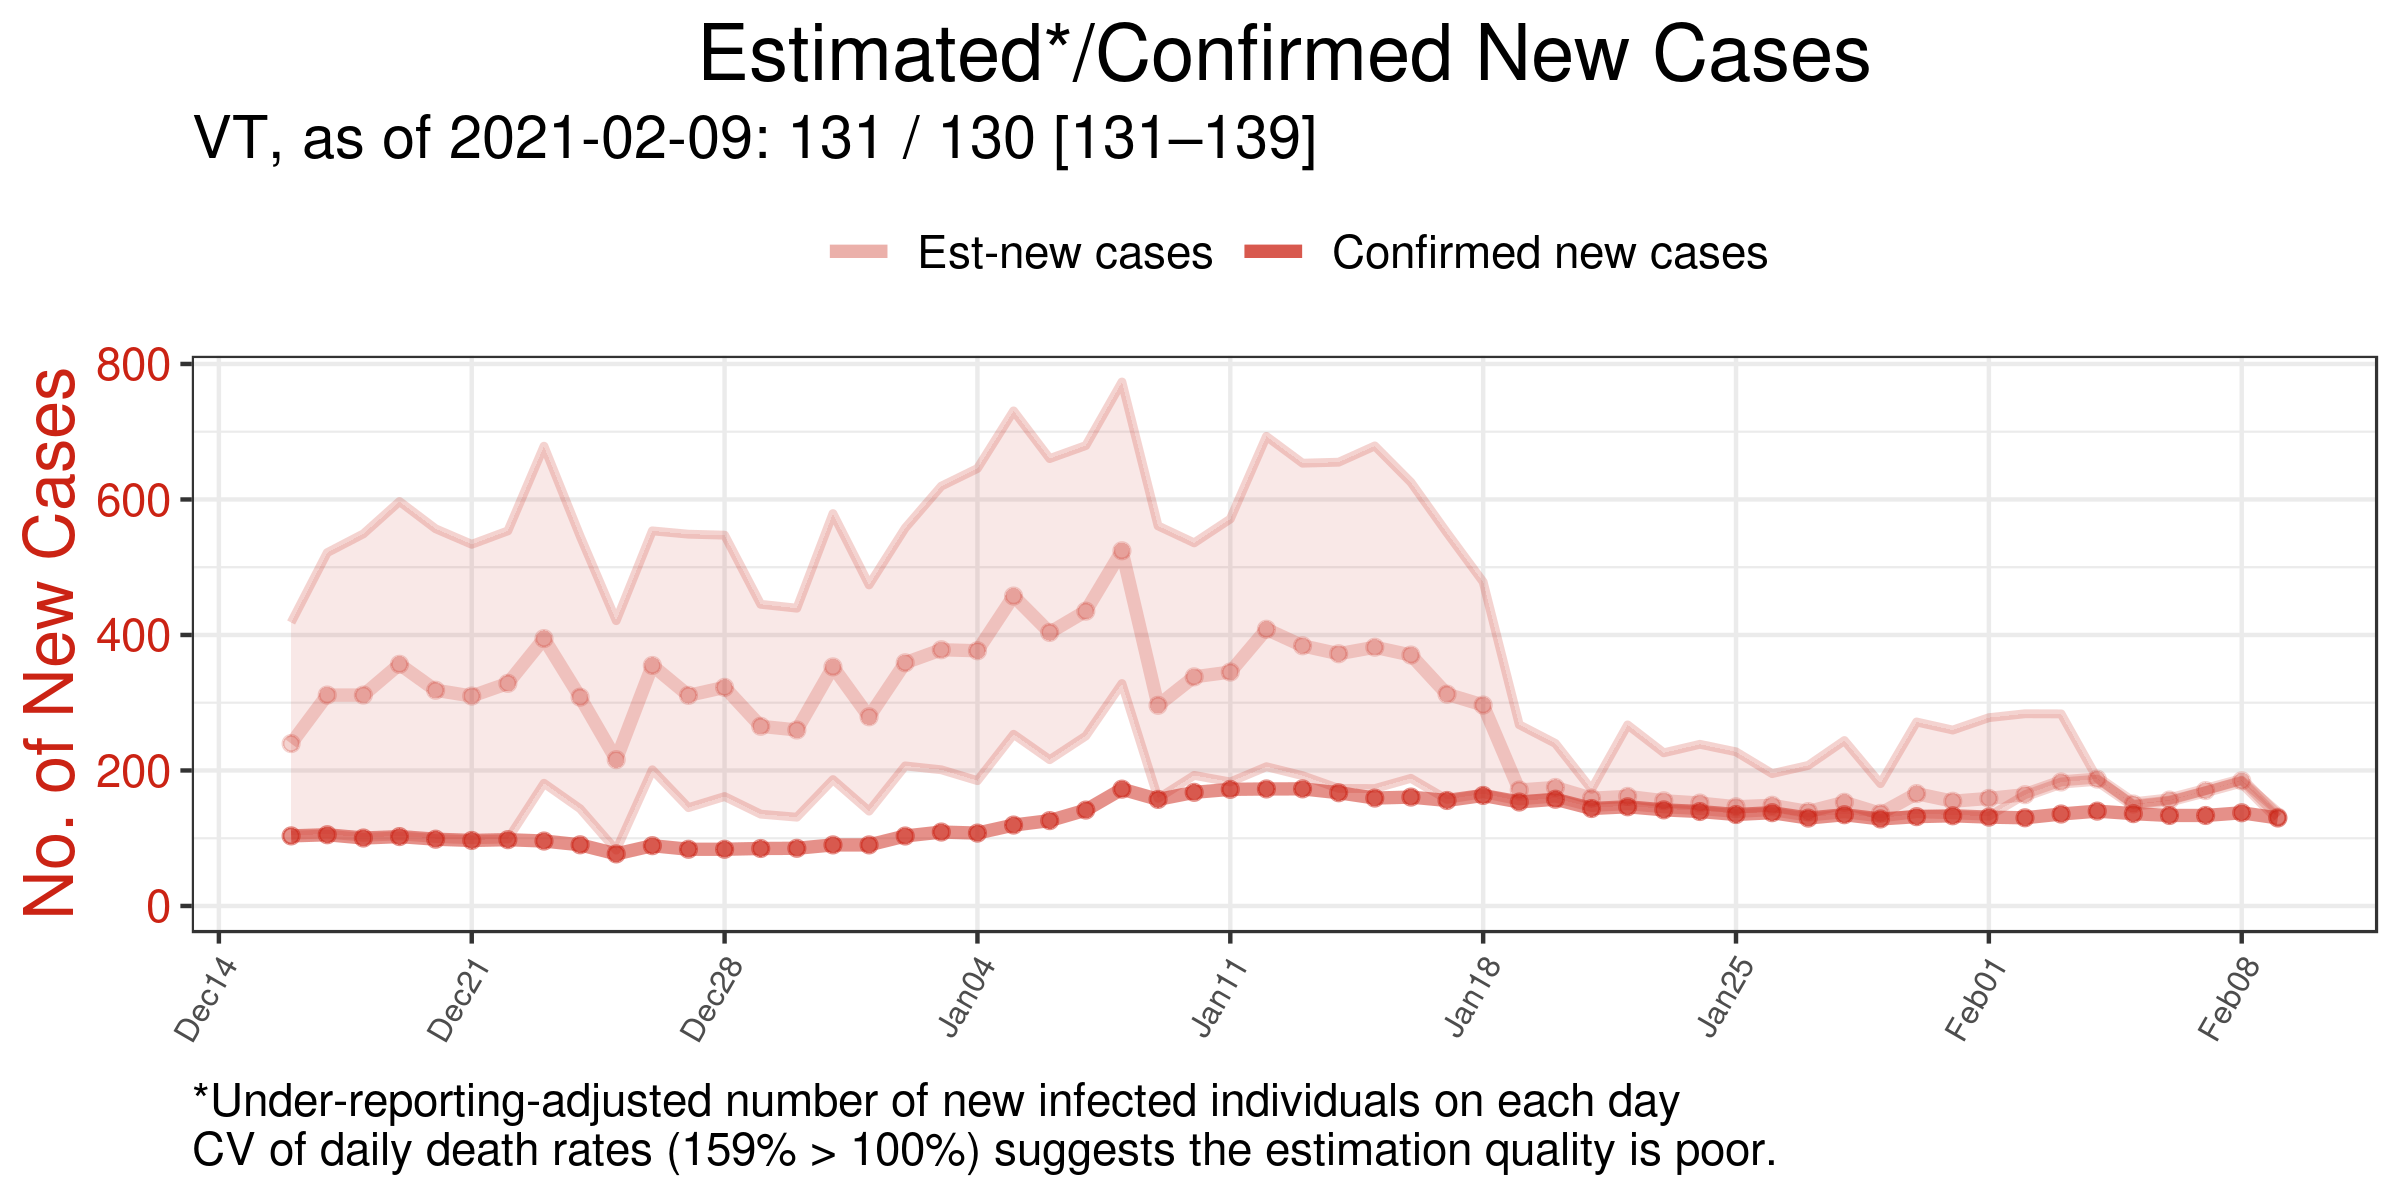 Estimated*/Confirmed New Cases
VT, as of 2021-02-09: 131 / 130 [131–139]
Est-new cases
Confirmed new cases
No. of New Cases
800
600
400
200
0
Dec14
Dec21
Dec28
Jan04
Jan11
Jan18
Jan25
Feb01
Feb08
*Under-reporting-adjusted number of new infected individuals on each day
CV of daily death rates (159% > 100%) suggests the estimation quality is poor.